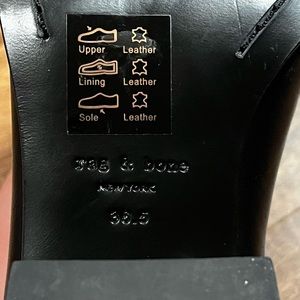 Upper Leather
Lining Leather
Sole Leather
rag & bone
NEW YORK
36.5